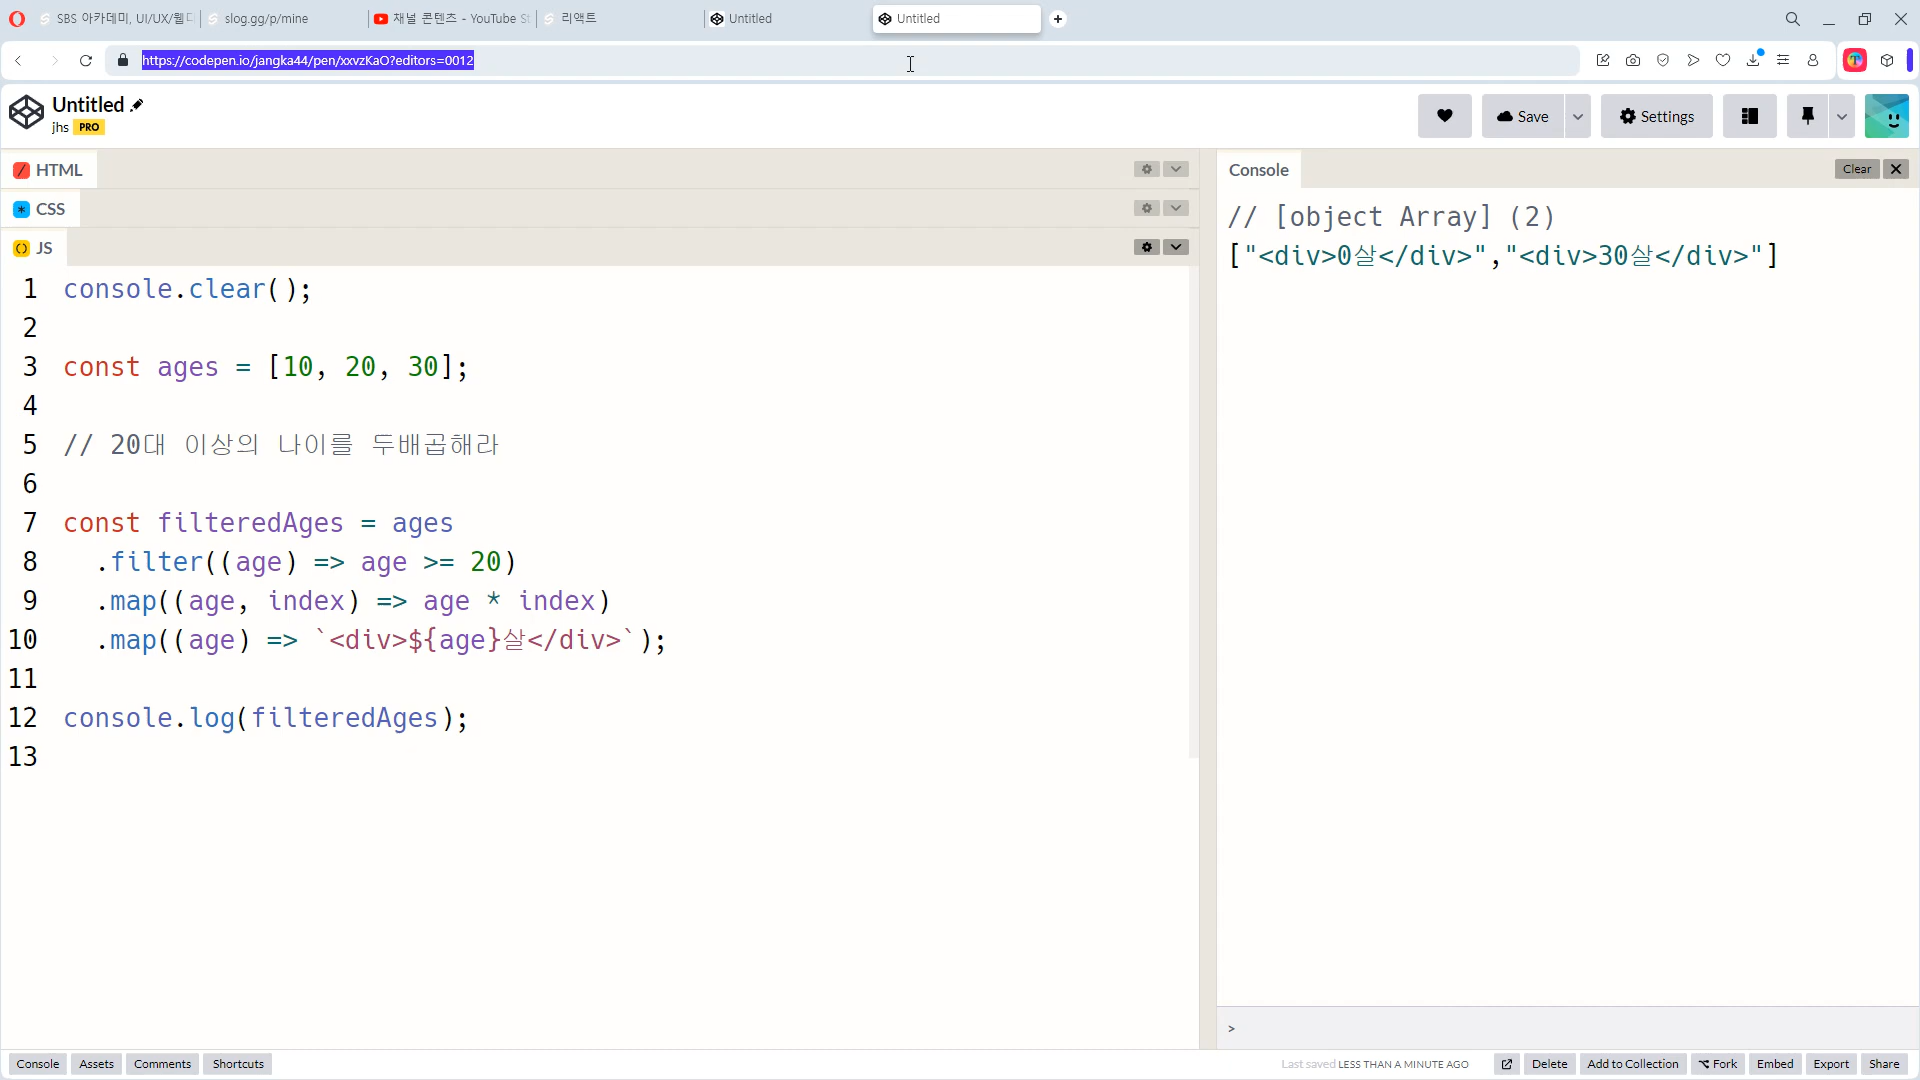 SBS 아카데미, UI/UX/웹디
slog.gg/p/mine
채널 콘텐츠 - YouTube St
리액트
Untitled
Untitled
https://codepen.io/jangka44/pen/xxvzKaO?editors=0012
Untitled
jhs PRO
Save
Settings
HTML
CSS
JS
1 console.clear();
2
3 const ages = [10, 20, 30];
4
5 // 20대 이상의 나이를 두배곱해라
6
7 const filteredAges = ages
8 .filter((age) => age >= 20)
9 .map((age, index) => age * index)
10 .map((age) => `<div>${age}살</div>`);
11
12 console.log(filteredAges);
13
Console
Clear
// [object Array] (2)
["<div>0살</div>","<div>30살</div>"]
>
Console Assets Comments Shortcuts
Last saved LESS THAN A MINUTE AGO
Delete Add to Collection Fork Embed Export Share